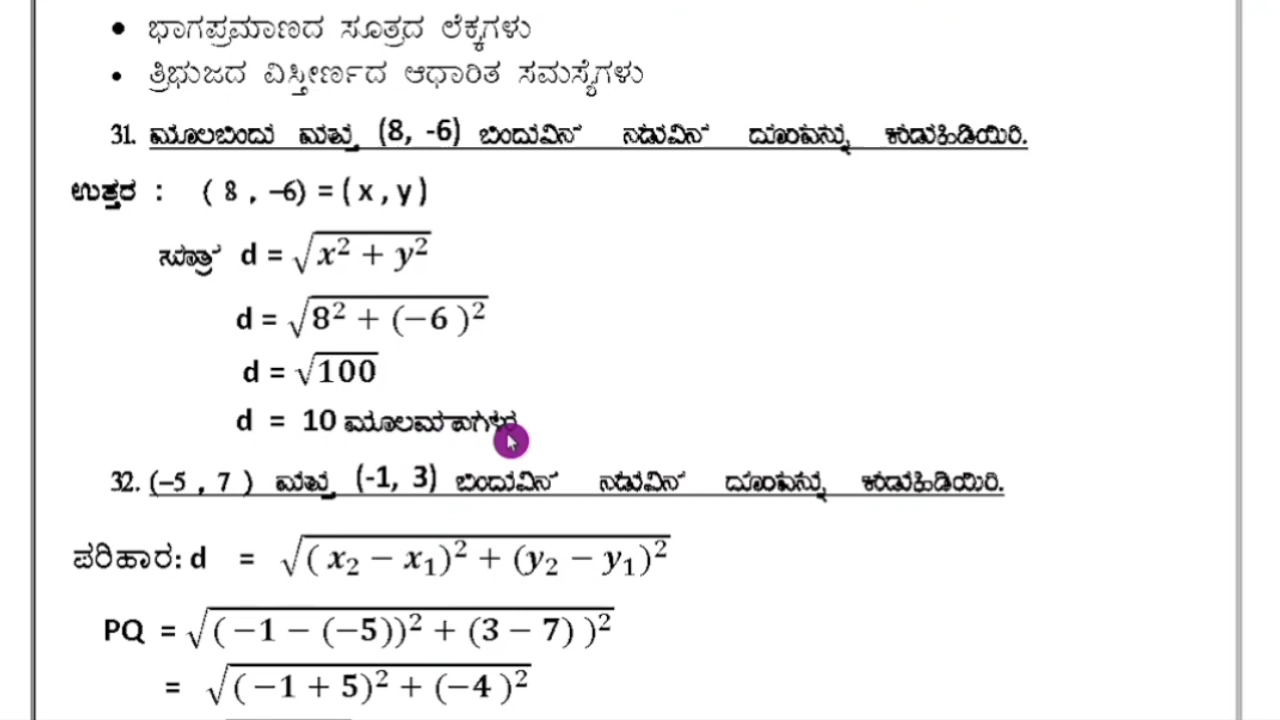 • ಭಾಗಪ್ರಮಾಣದ ಸೂತ್ರದ ಲೆಕ್ಕಗಳು
• ತ್ರಿಭುಜದ ವಿಸ್ತೀರ್ಣದ ಆಧಾರಿತ ಸಮಸ್ಯೆಗಳು
31. ಮೂಲಬಿಂದು ಮತ್ತು (8, -6) ಬಿಂದುವಿನ ನಡುವಿನ ದೂರವನ್ನು ಕಂಡುಹಿಡಿಯಿರಿ.
ಉತ್ತರ : ( 8 , –6) = ( x , y )
ಸೂತ್ರ d = √(x² + y²)
d = √(8² + (−6 )²)
d = √100
d = 10
32. (–5 , 7 ) ಮತ್ತು (-1, 3) ಬಿಂದುವಿನ ನಡುವಿನ ದೂರವನ್ನು ಕಂಡುಹಿಡಿಯಿರಿ.
ಪರಿಹಾರ: d = √(( x₂ − x₁)² + (y₂ − y₁)²)
PQ = √(( −1 − (−5))² + (3 − 7) )²
= √(( −1 + 5)² + (−4 )²)